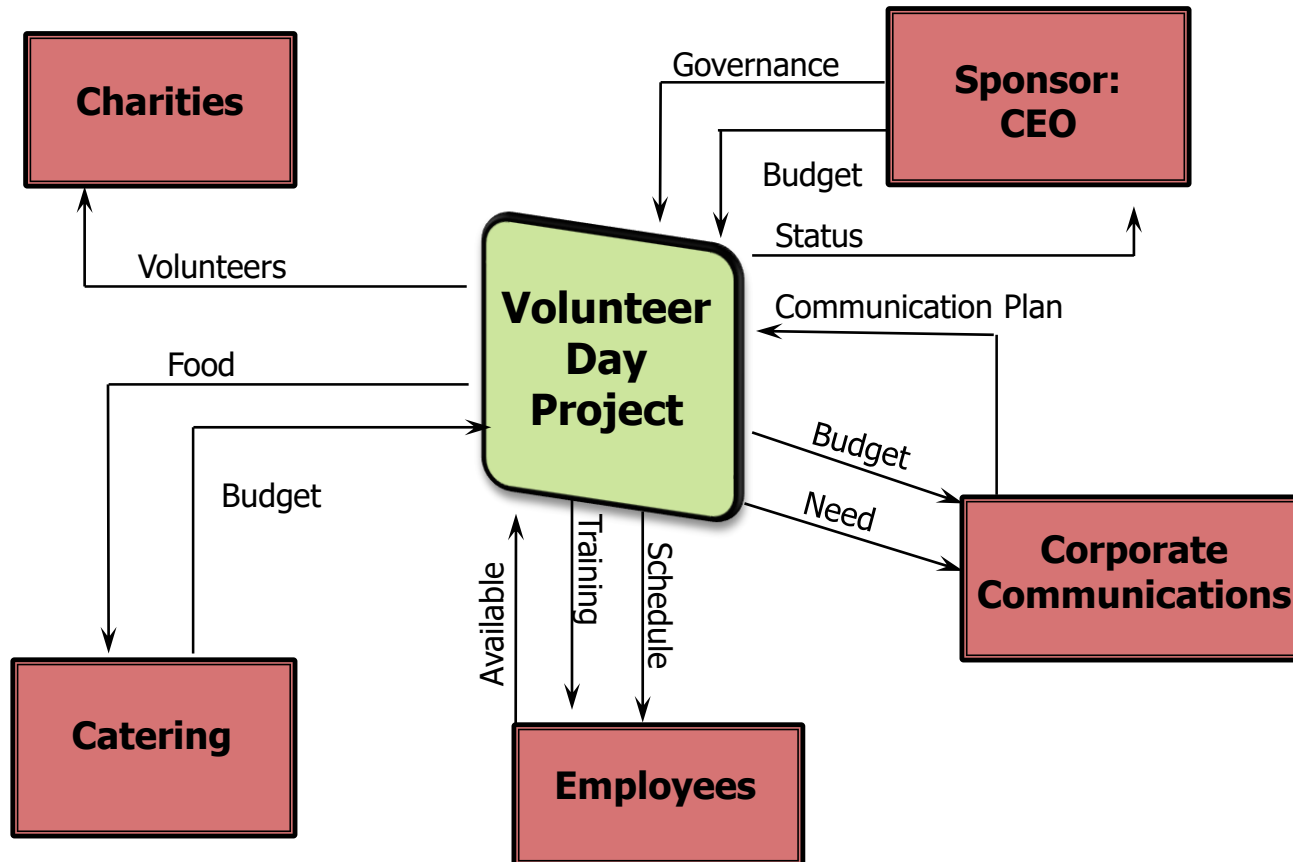 Charities
Governance
Sponsor:
CEO
Budget
Status
Volunteers
Volunteer
Day
Project
Communication Plan
Food
Budget
Budget
Need
Available
Training
Schedule
Corporate
Communications
Catering
Employees